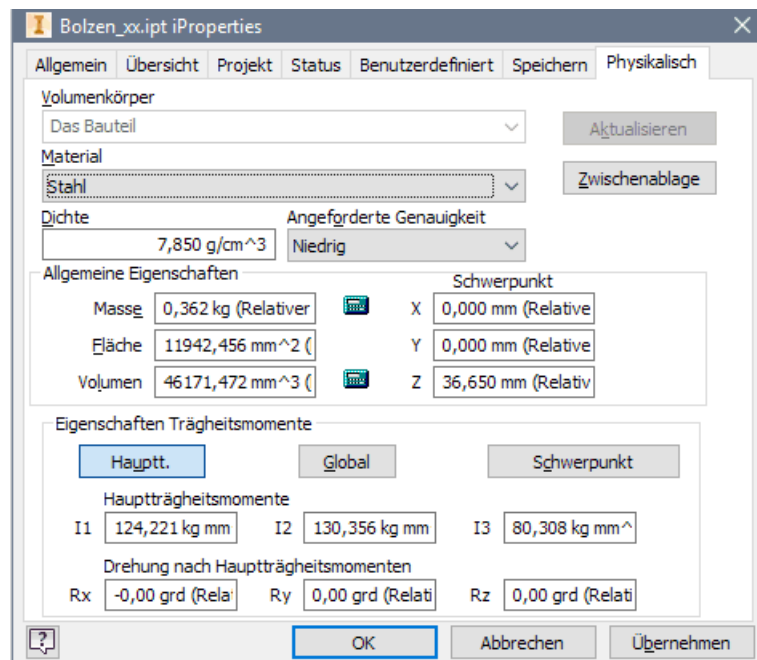 Bolzen_xx.ipt iProperties
Allgemein Übersicht Projekt Status Benutzerdefiniert Speichern Physikalisch
Volumenkörper
Das Bauteil
Aktualisieren
Material
Stahl
Zwischenablage
Dichte Angeforderte Genauigkeit
7,850 g/cm^3 Niedrig
Allgemeine Eigenschaften
Schwerpunkt
Masse 0,362 kg (Relativer X 0,000 mm (Relative
Fläche 11942,456 mm^2 ( Y 0,000 mm (Relative
Volumen 46171,472 mm^3 ( Z 36,650 mm (Relativ
Eigenschaften Trägheitsmomente
Hauptt. Global Schwerpunkt
Hauptträgheitsmomente
I1 124,221 kg mm I2 130,356 kg mm I3 80,308 kg mm^
Drehung nach Hauptträgheitsmomenten
Rx -0,00 grd (Rela Ry 0,00 grd (Relati Rz 0,00 grd (Relati
OK Abbrechen Übernehmen